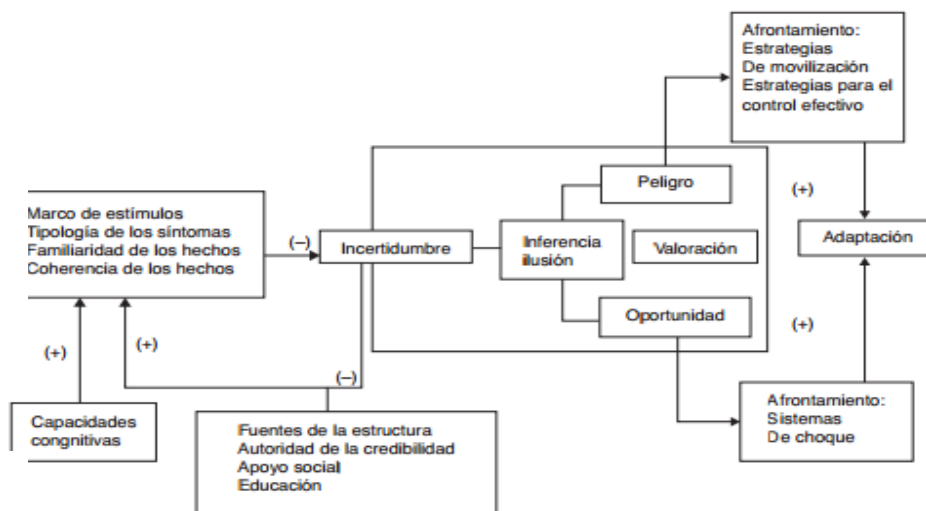 Afrontamiento:
Estrategias
De movilización
Estrategias para el
control efectivo
Peligro
(+)
Marco de estímulos
Tipología de los síntomas
Familiaridad de los hechos
Coherencia de los hechos
(–)
Incertidumbre
Inferencia
ilusión
Valoración
Adaptación
Oportunidad
(+)
(+)
(+)
(–)
Capacidades
congnitivas
Fuentes de la estructura
Autoridad de la credibilidad
Apoyo social
Educación
Afrontamiento:
Sistemas
De choque